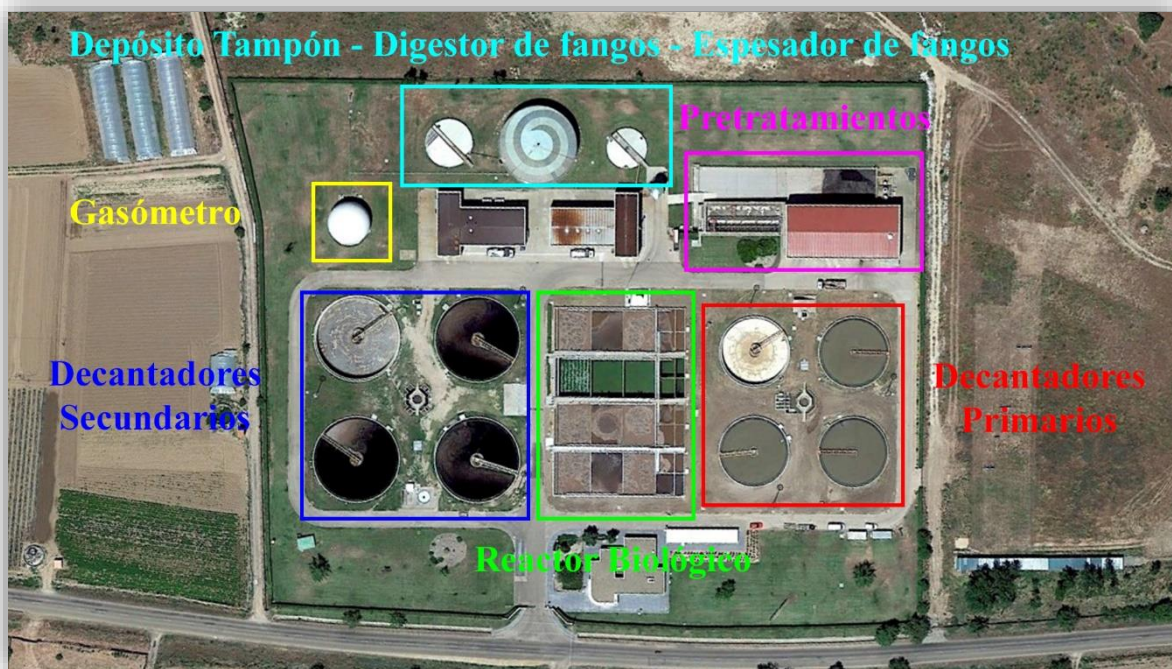 Depósito Tampón - Digestor de fangos - Espesador de fangos
Pretratamientos
Gasómetro
Decantadores
Secundarios
Decantadores
Primarios
Reactor Biológico